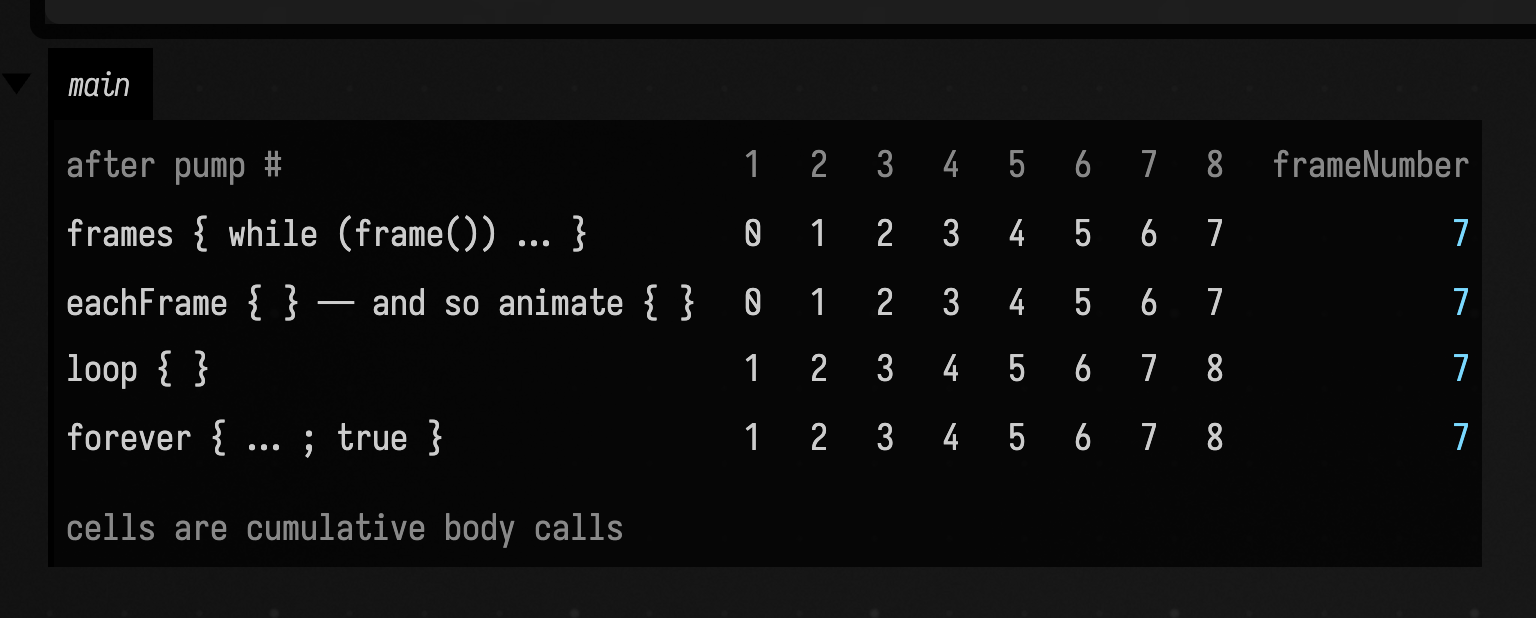 main
after pump # 1 2 3 4 5 6 7 8 frameNumber
frames { while (frame()) ... } 0 1 2 3 4 5 6 7 7
eachFrame { } —— and so animate { } 0 1 2 3 4 5 6 7 7
loop { } 1 2 3 4 5 6 7 8 7
forever { ... ; true } 1 2 3 4 5 6 7 8 7
cells are cumulative body calls